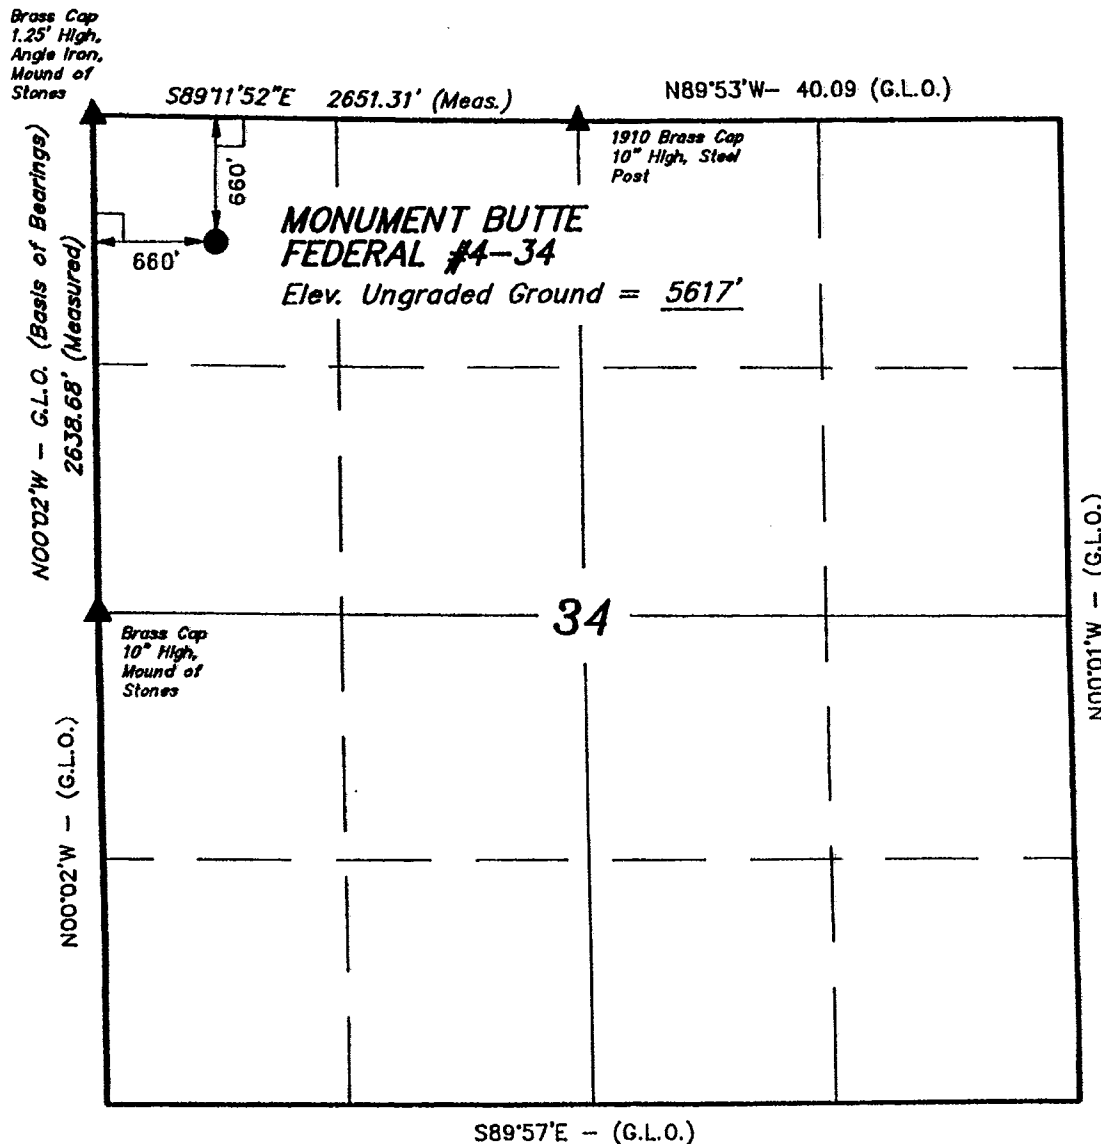 Brass Cap
1.25' High,
Angle Iron,
Mound of
Stones
S89°11'52"E 2651.31' (Meas.)
N89°53'W- 40.09 (G.L.O.)
1910 Brass Cap
10" High, Steel
Post
660'
660'
MONUMENT BUTTE
FEDERAL #4-34
Elev. Ungraded Ground = 5617'
N00°02'W - G.L.O. (Basis of Bearings)
2638.68' (Measured)
34
Brass Cap
10" High,
Mound of
Stones
N00°02'W - (G.L.O.)
N00°01'W - (G.L.O.)
S89°57'E - (G.L.O.)